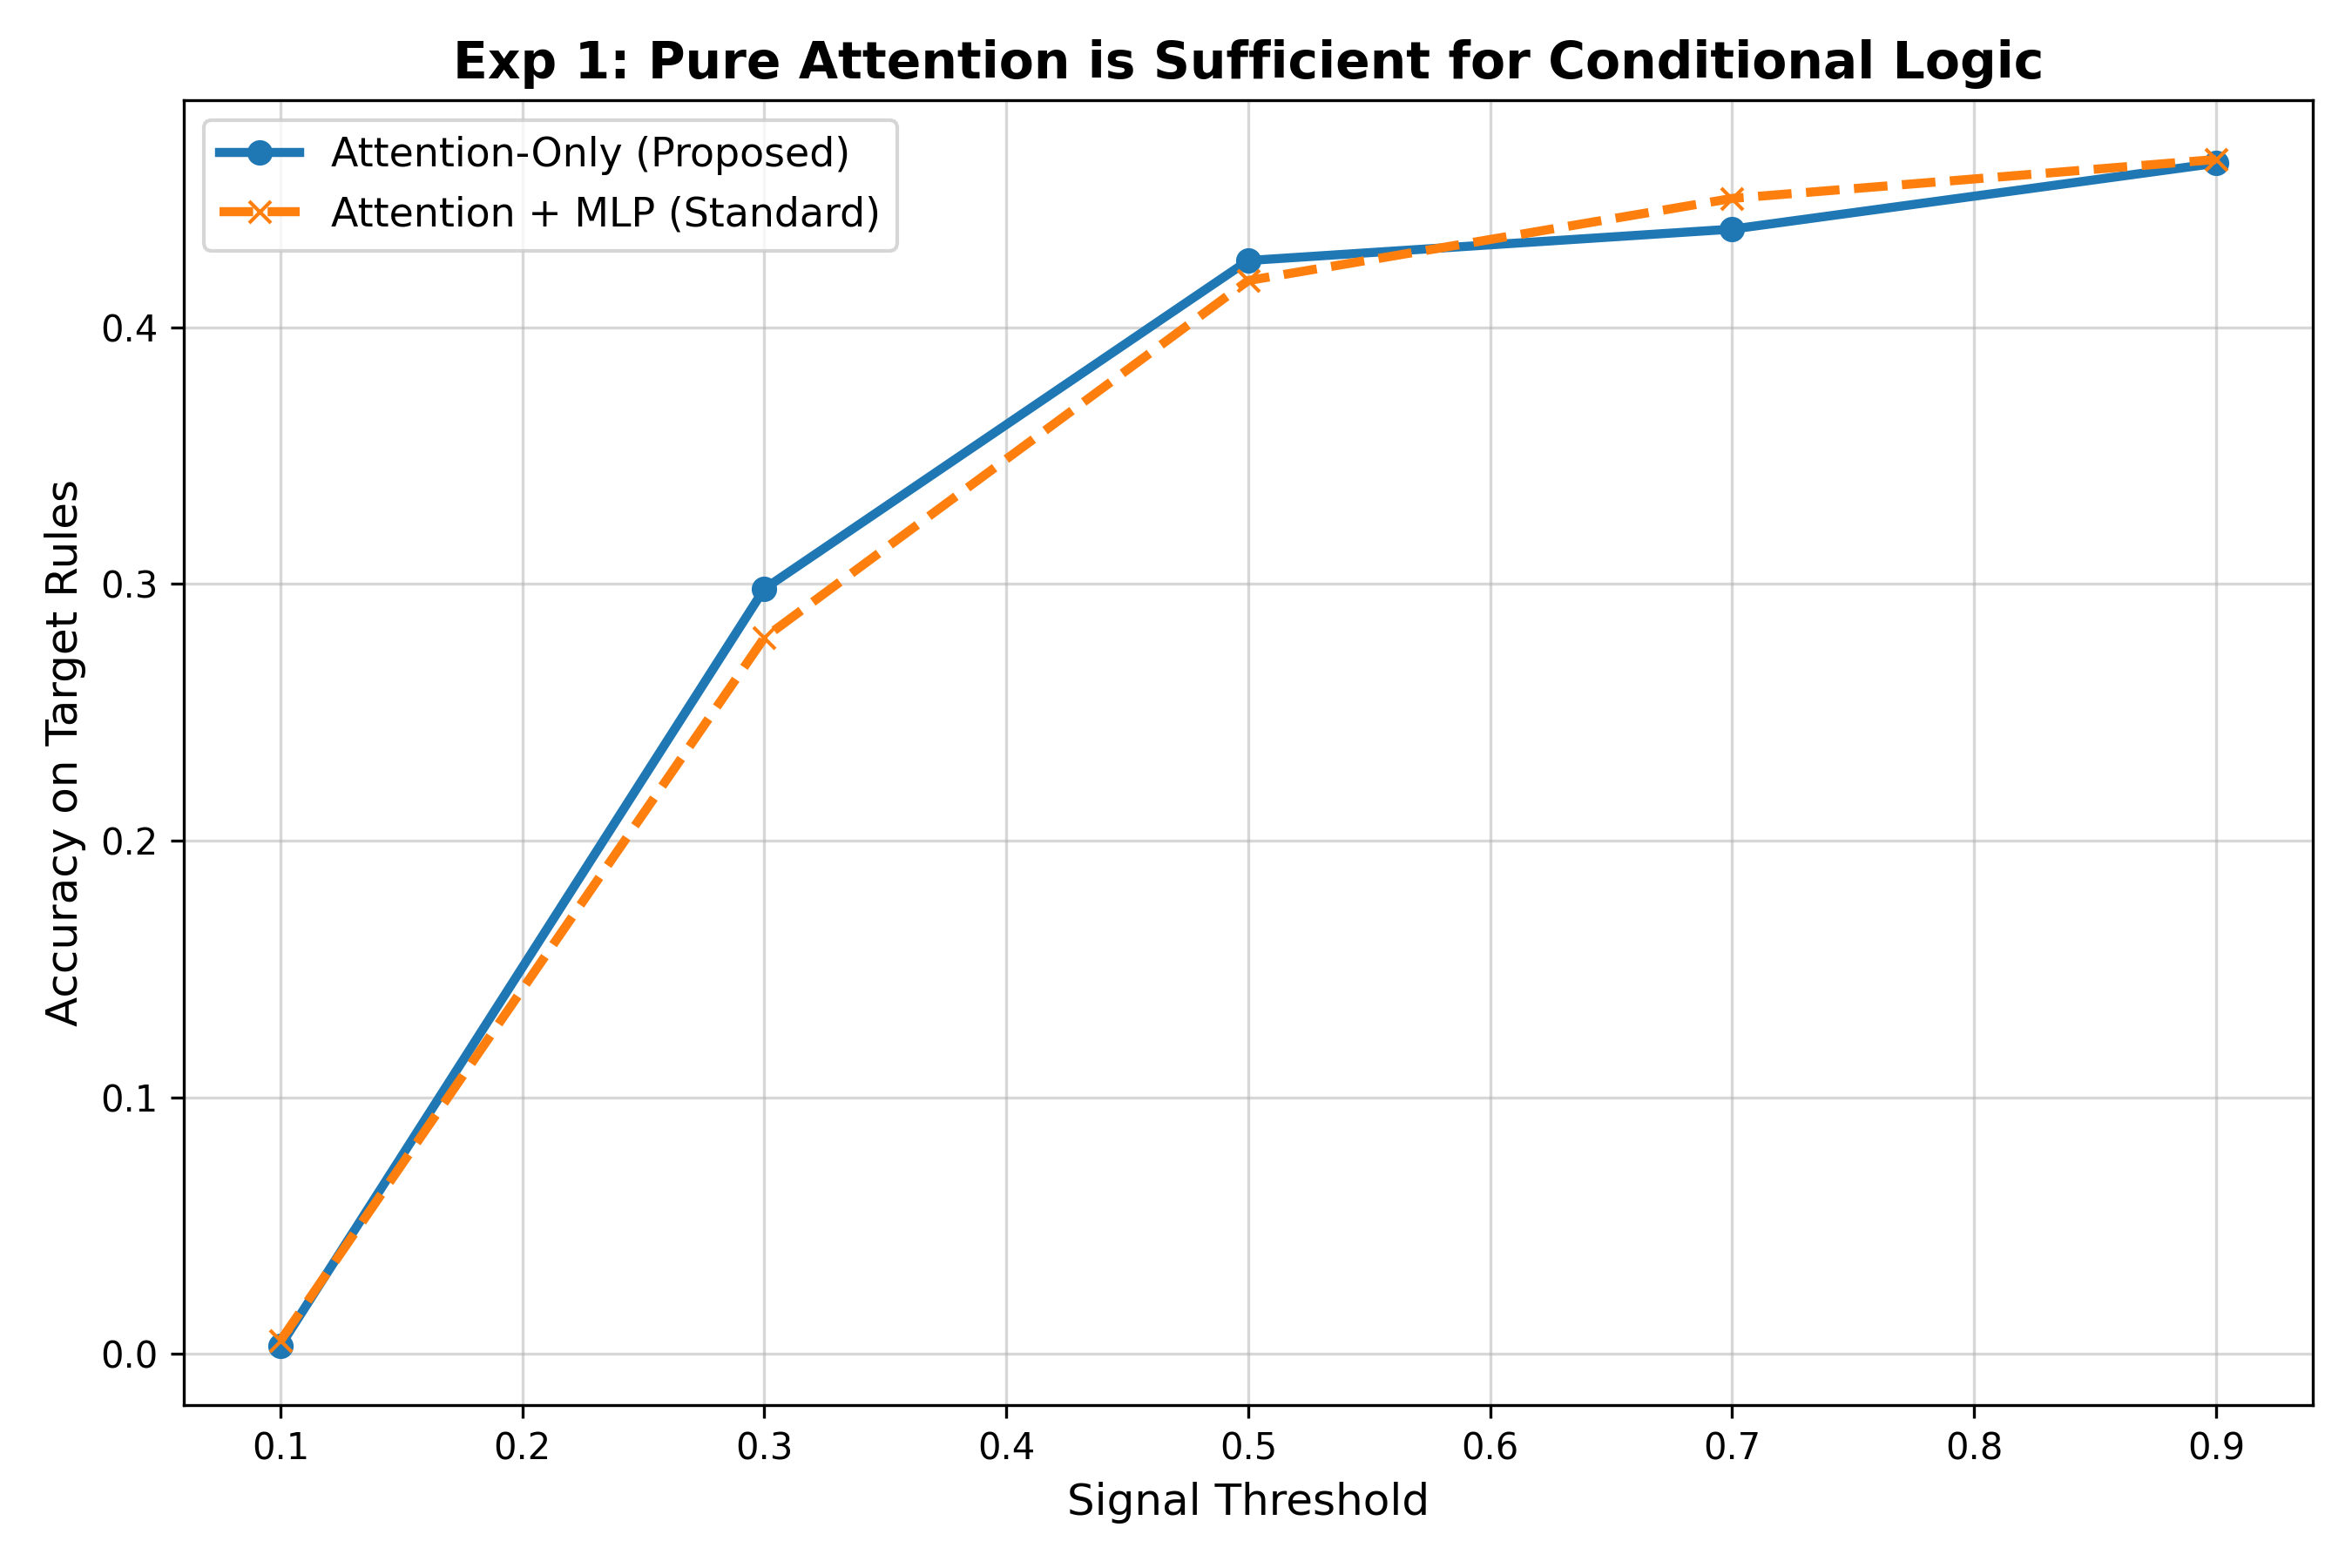 Exp 1: Pure Attention is Sufficient for Conditional Logic
Attention-Only (Proposed)
Attention + MLP (Standard)
Accuracy on Target Rules
0.4
0.3
0.2
0.1
0.0
0.1 0.2 0.3 0.4 0.5 0.6 0.7 0.8 0.9
Signal Threshold